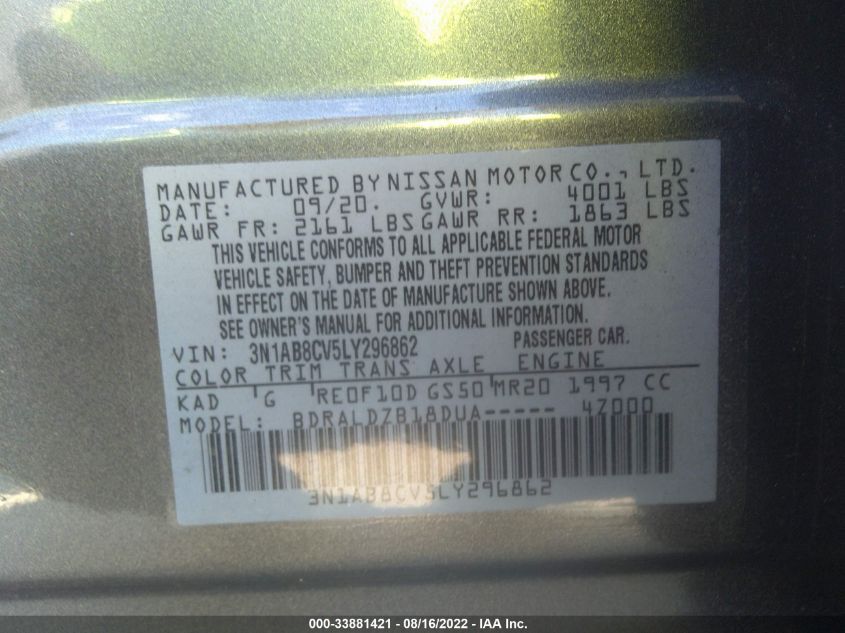 MANUFACTURED BY NISSAN MOTOR CO., LTD.
DATE: 09/20. GVWR: 4001 LBS
GAWR FR: 2161 LBS GAWR RR: 1863 LBS
THIS VEHICLE CONFORMS TO ALL APPLICABLE FEDERAL MOTOR
VEHICLE SAFETY, BUMPER AND THEFT PREVENTION STANDARDS
IN EFFECT ON THE DATE OF MANUFACTURE SHOWN ABOVE.
SEE OWNER'S MANUAL FOR ADDITIONAL INFORMATION.
VIN: 3N1AB8CV5LY296862 PASSENGER CAR.
COLOR TRIM TRANS AXLE ENGINE
KAD G RE0F10D GS50 MR20 1997 CC
MODEL: BDRALDZB18DUA----- 4Z000
3N1AB8CV5LY296862
000-33881421 - 08/16/2022 - IAA Inc.